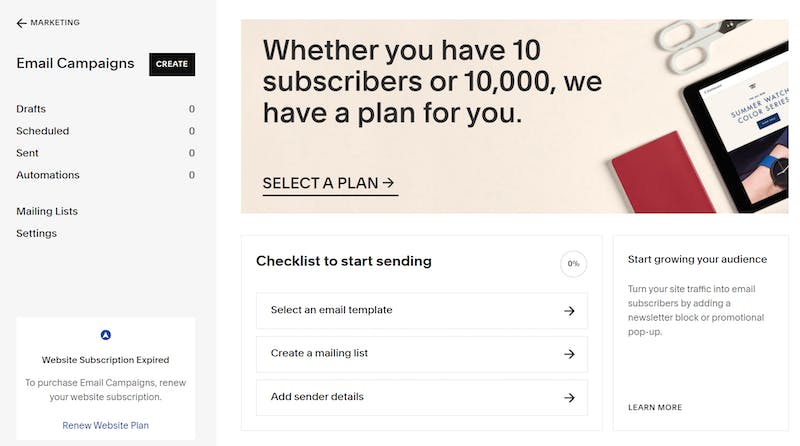 MARKETING
Email Campaigns
CREATE
Drafts 0
Scheduled 0
Sent 0
Automations 0
Mailing Lists
Settings
Website Subscription Expired
To purchase Email Campaigns, renew
your website subscription.
Renew Website Plan
Whether you have 10
subscribers or 10,000, we
have a plan for you.
SELECT A PLAN →
SUMMER WATCH
COLOR SERIES
Checklist to start sending
0%
Select an email template →
Create a mailing list →
Add sender details →
Start growing your audience
Turn your site traffic into email
subscribers by adding a
newsletter block or promotional
pop-up.
LEARN MORE